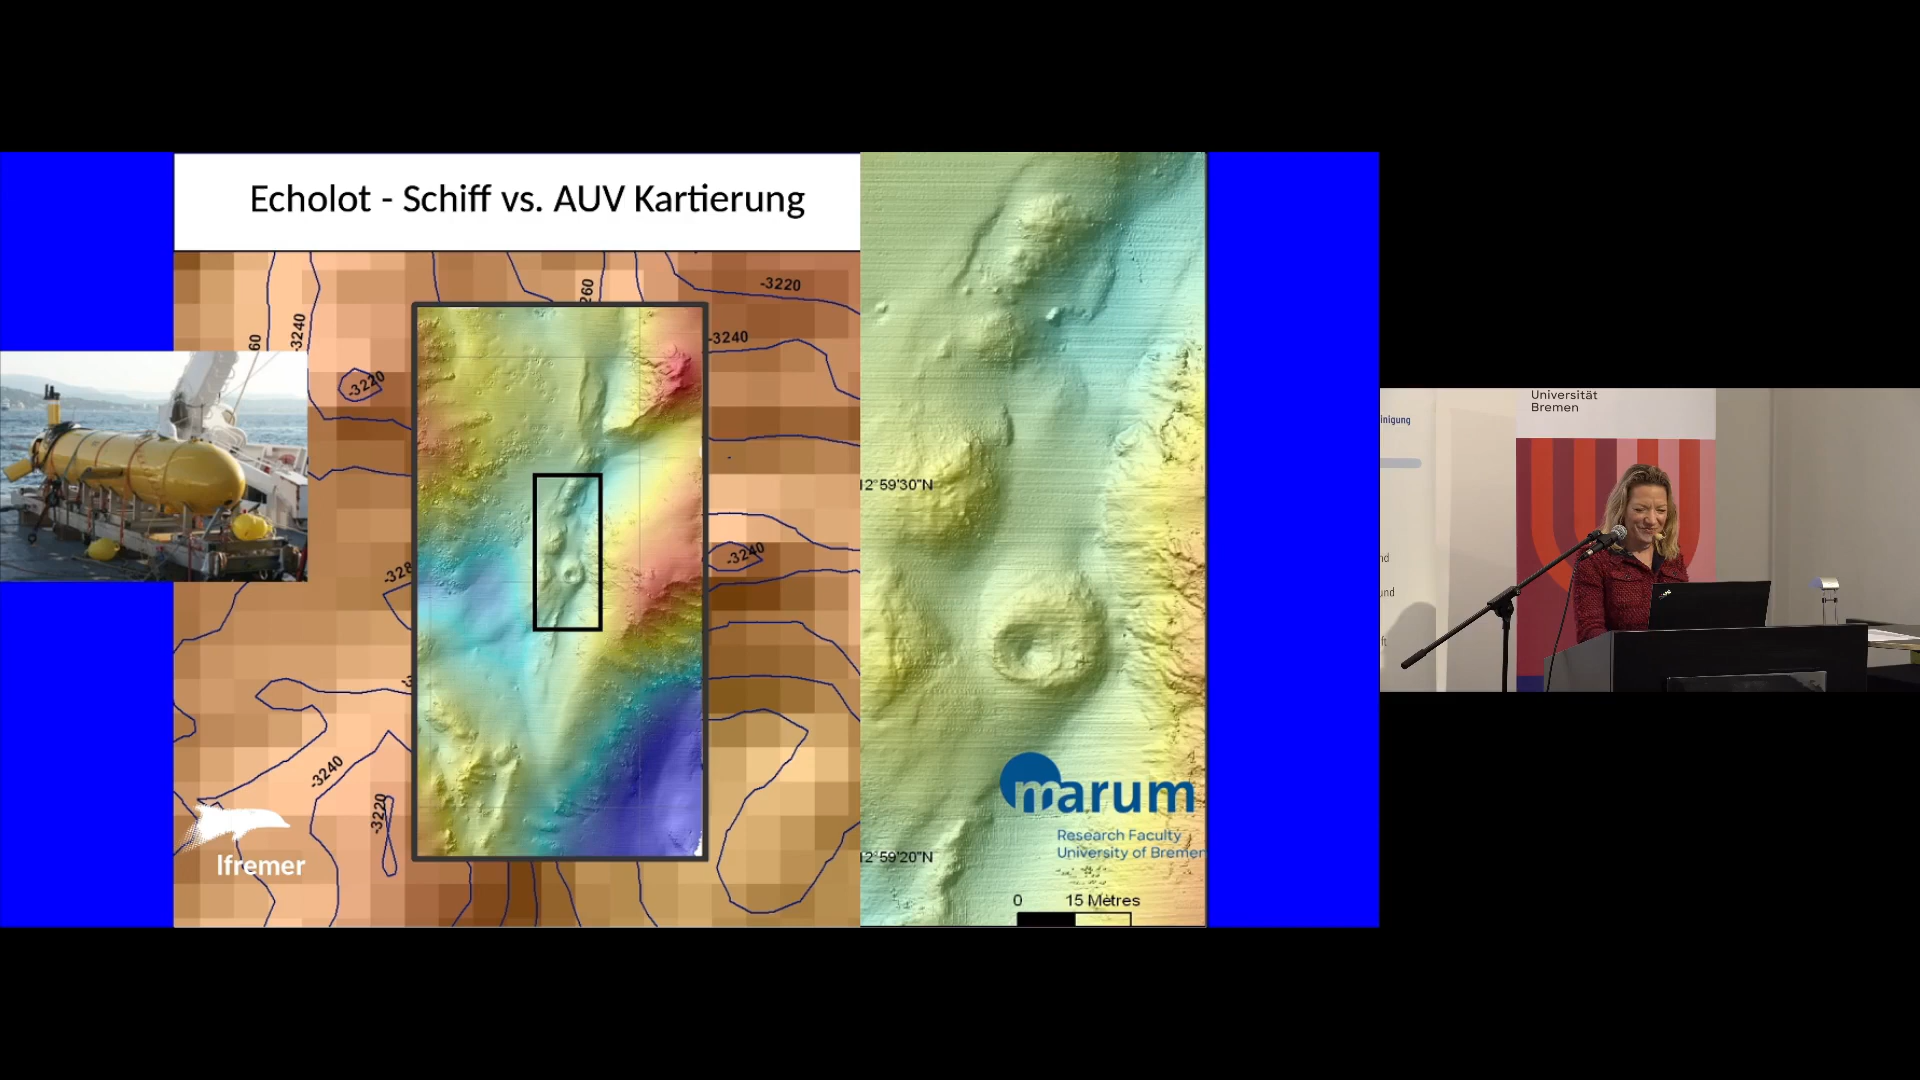 Echolot - Schiff vs. AUV Kartierung
260
-3220
-3240
60
-3240
-3220
12°59'30"N
-3240
-328
-3240
-3220
12°59'20"N
Ifremer
marum
Research Faculty
University of Bremen
0 15 Metres
Universität
Bremen
inigung
nd
und
ft